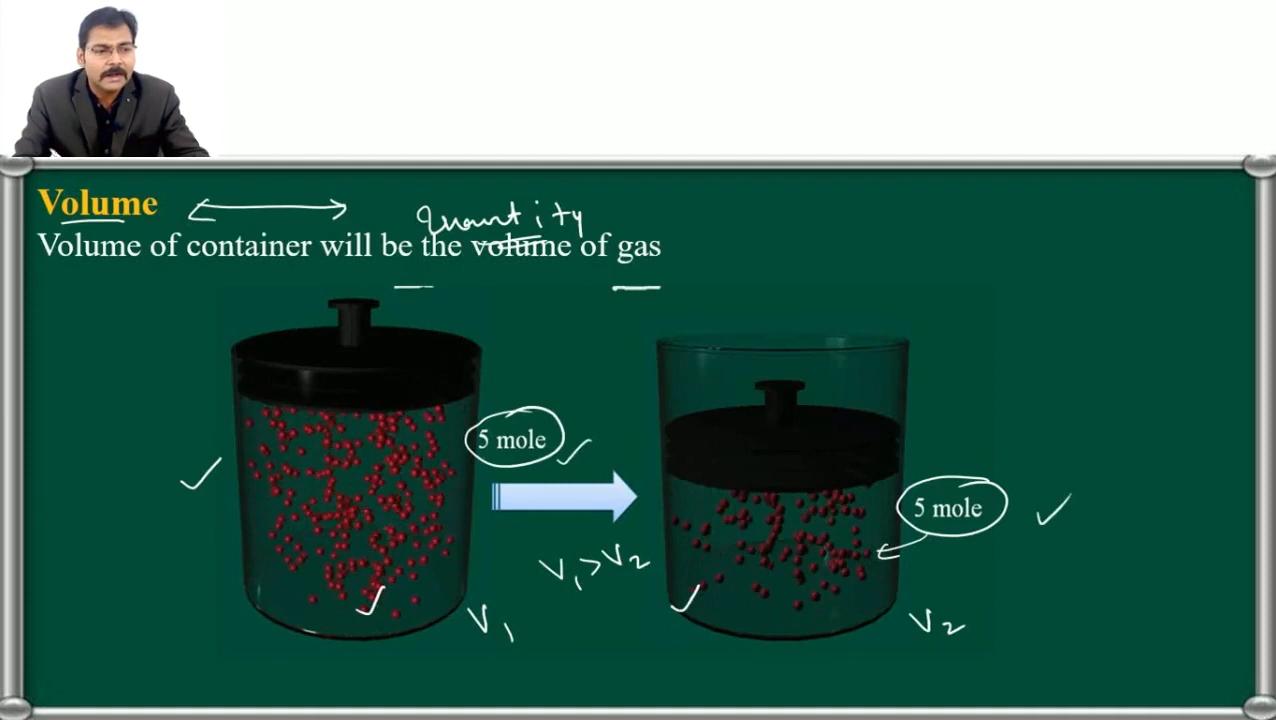 Volume
quantity
Volume of container will be the volume of gas
5 mole
5 mole
V₁ > V₂
V₁
V₂